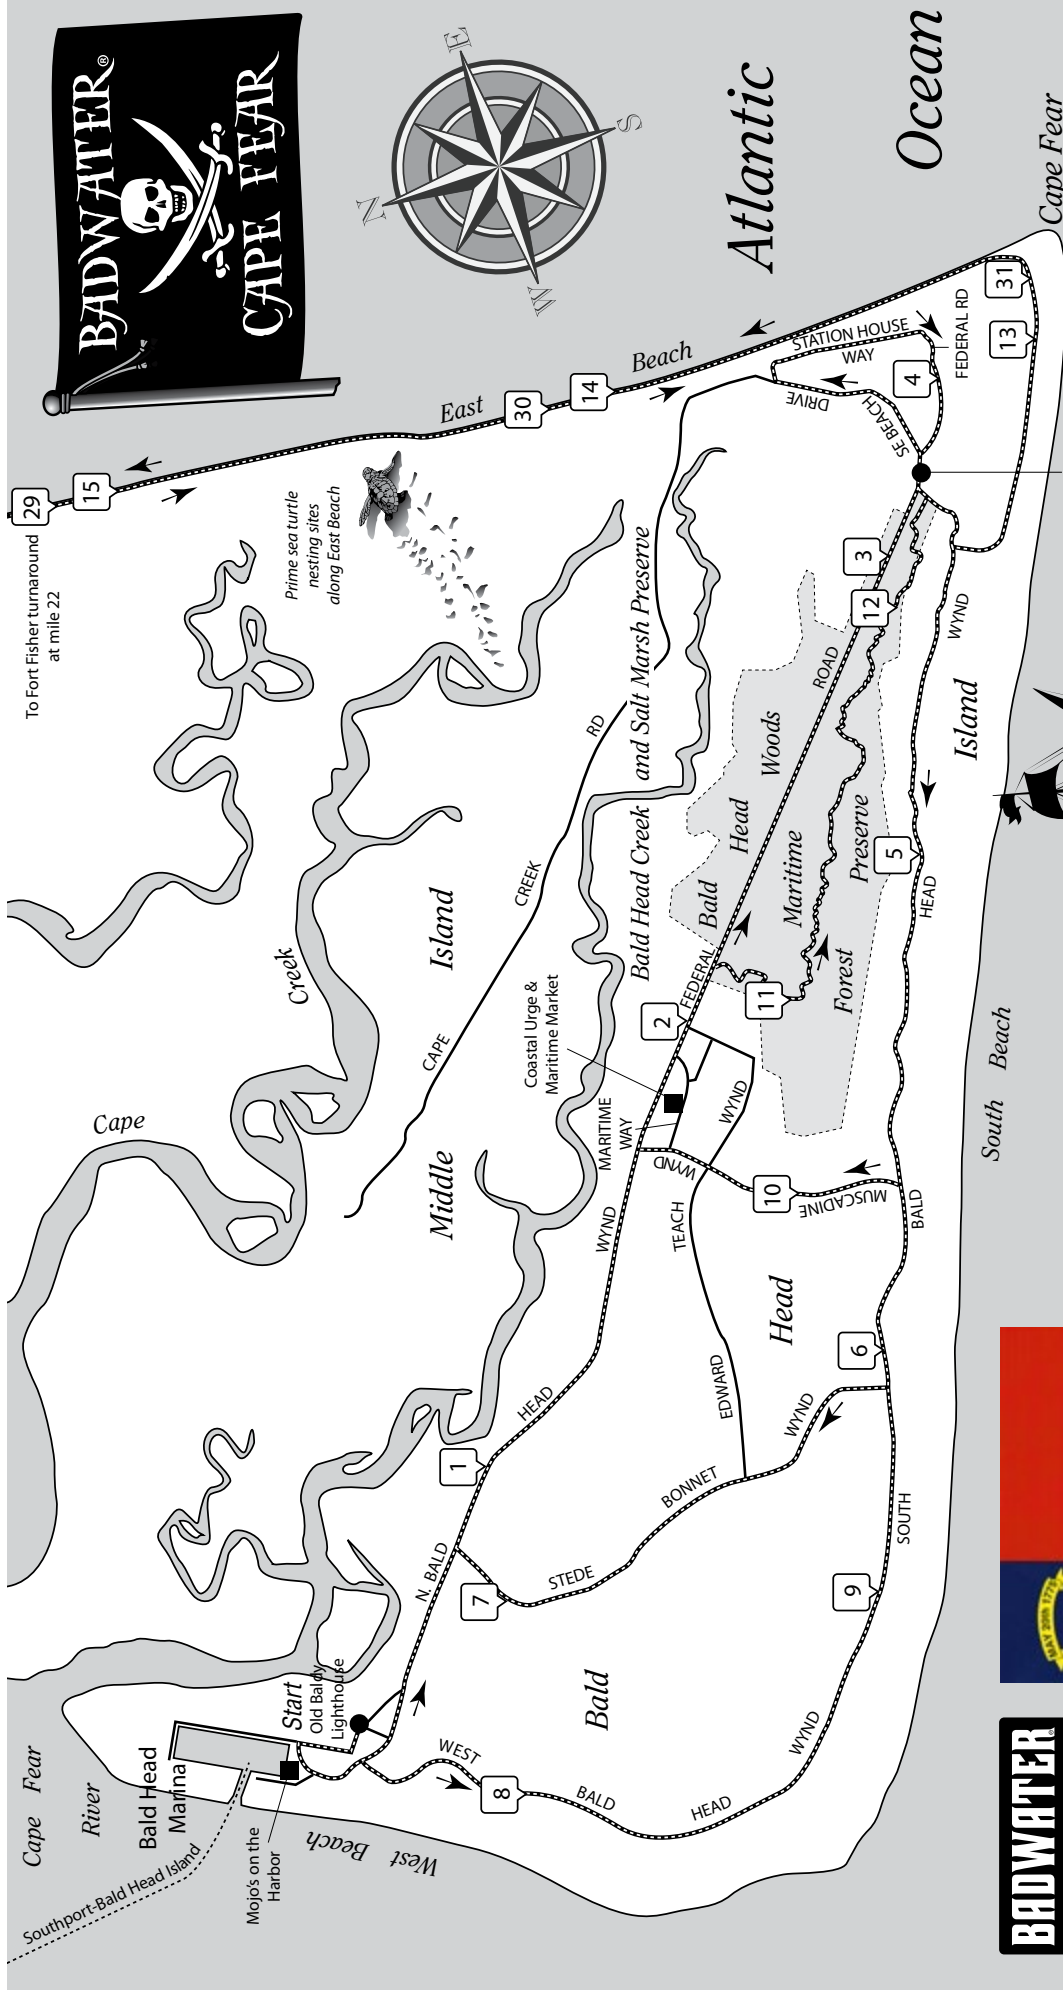 BADWATER®
CAPE FEAR
N
E
S
W
Atlantic
Ocean
Cape Fear
29
15
To Fort Fisher turnaround
at mile 22
East
Beach
30
14
Prime sea turtle
nesting sites
along East Beach
31
13
STATION HOUSE
WAY
FEDERAL RD
4
DRIVE
SE BEACH
3
12
ROAD
WYND
Island
5
HEAD
Bald Head Creek and Salt Marsh Preserve
Bald Head Woods
Maritime
Forest Preserve
CAPE CREEK RD
Cape Creek
Middle Island
Coastal Urge &
Maritime Market
2
FEDERAL
11
MARITIME
WAY
WYND
WYND
10
MUSCADINE
BALD
South Beach
TEACH
EDWARD
Head
WYND
6
WYND
HEAD
1
N. BALD
7
STEDE
BONNET
SOUTH
9
WYND
HEAD
BALD
8
WEST
Bald
Start
Old Baldy
Lighthouse
Cape Fear
River
Bald Head
Marina
Southport-Bald Head Island
Mojo's on the
Harbor
West Beach
MAY 20th 1775
BADWATER®